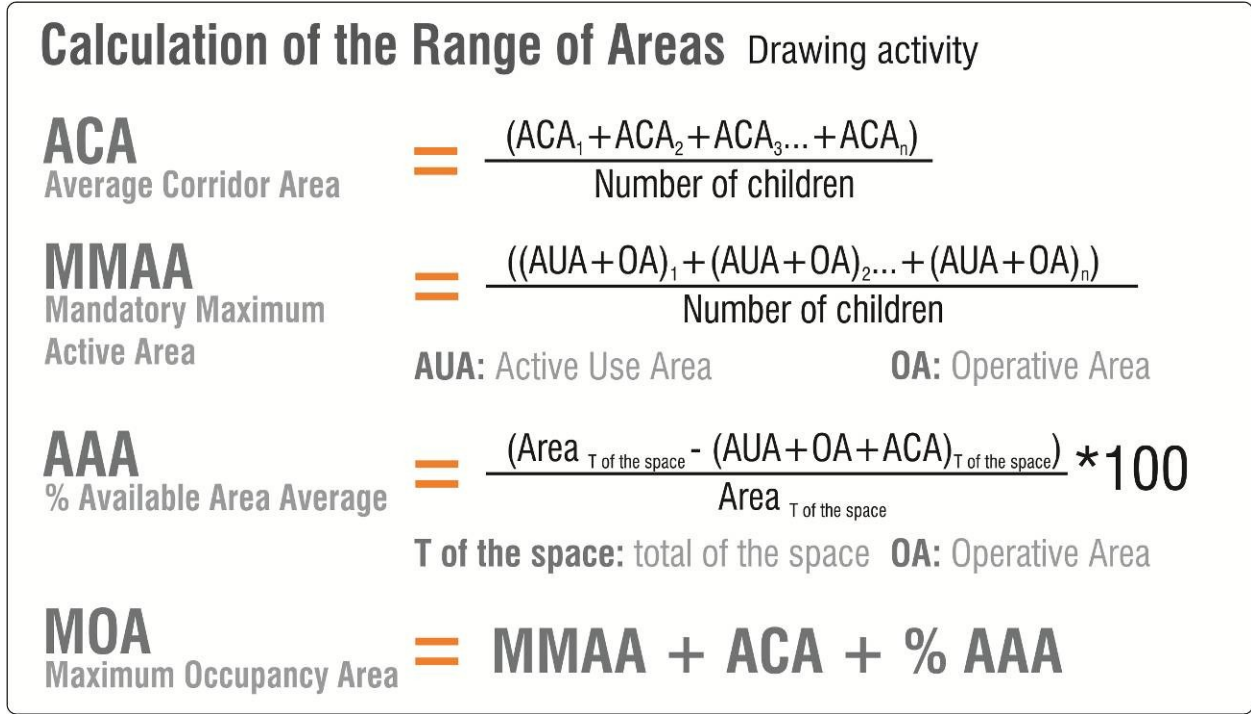 Calculation of the Range of Areas Drawing activity
ACA = (ACA₁+ACA₂+ACA₃...+ACAₙ)
Average Corridor Area
Number of children
MMAA = ((AUA+OA)₁+(AUA+OA)₂...+(AUA+OA)ₙ)
Mandatory Maximum
Active Area
Number of children
AUA: Active Use Area OA: Operative Area
AAA = (Area T of the space - (AUA+OA+ACA)T of the space) *100
% Available Area Average
Area T of the space
T of the space: total of the space OA: Operative Area
MOA = MMAA + ACA + % AAA
Maximum Occupancy Area